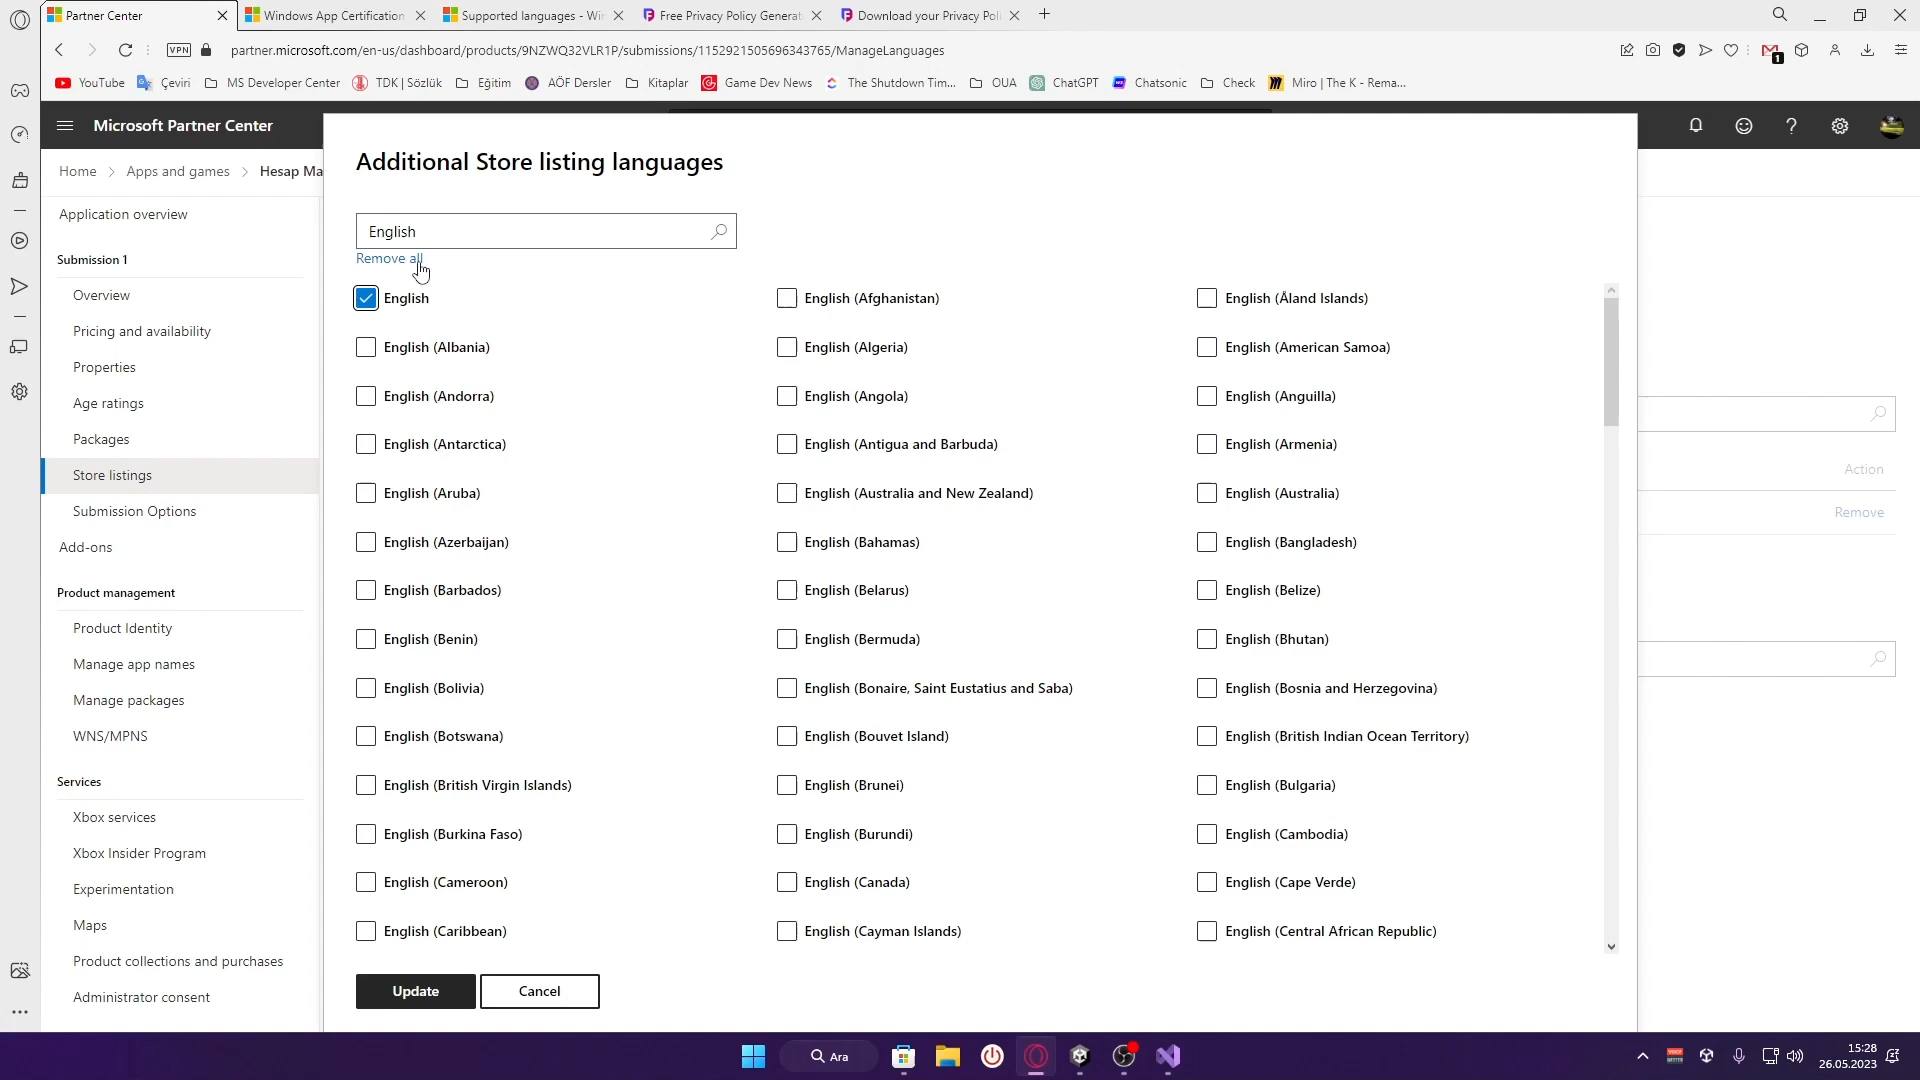 Partner Center
Windows App Certification
Supported languages - Wi
Free Privacy Policy Generat
Download your Privacy Poli
VPN
partner.microsoft.com/en-us/dashboard/products/9NZWQ32VLR1P/submissions/1152921505696343765/ManageLanguages
1
YouTube
Çeviri
MS Developer Center
TDK | Sözlük
Eğitim
AÖF Dersler
Kitaplar
Game Dev News
The Shutdown Tim...
OUA
ChatGPT
Chatsonic
Check
Miro | The K - Rema...
Microsoft Partner Center
Home
Apps and games
Hesap Ma
Application overview
Submission 1
Overview
Pricing and availability
Properties
Age ratings
Packages
Store listings
Submission Options
Add-ons
Product management
Product Identity
Manage app names
Manage packages
WNS/MPNS
Services
Xbox services
Xbox Insider Program
Experimentation
Maps
Product collections and purchases
Administrator consent
Additional Store listing languages
English
Remove all
English
English (Afghanistan)
English (Åland Islands)
English (Albania)
English (Algeria)
English (American Samoa)
English (Andorra)
English (Angola)
English (Anguilla)
English (Antarctica)
English (Antigua and Barbuda)
English (Armenia)
English (Aruba)
English (Australia and New Zealand)
English (Australia)
English (Azerbaijan)
English (Bahamas)
English (Bangladesh)
English (Barbados)
English (Belarus)
English (Belize)
English (Benin)
English (Bermuda)
English (Bhutan)
English (Bolivia)
English (Bonaire, Saint Eustatius and Saba)
English (Bosnia and Herzegovina)
English (Botswana)
English (Bouvet Island)
English (British Indian Ocean Territory)
English (British Virgin Islands)
English (Brunei)
English (Bulgaria)
English (Burkina Faso)
English (Burundi)
English (Cambodia)
English (Cameroon)
English (Canada)
English (Cape Verde)
English (Caribbean)
English (Cayman Islands)
English (Central African Republic)
Update
Cancel
Action
Remove
Ara
15:28
26.05.2023